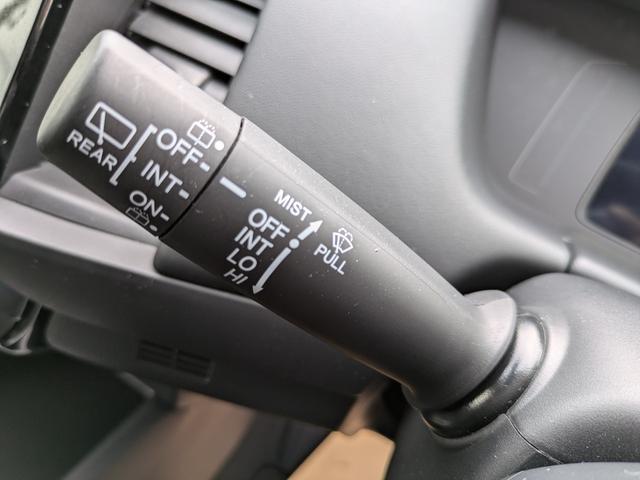 REAR
OFF
INT
ON
MIST
OFF
INT
LO
HI
PULL